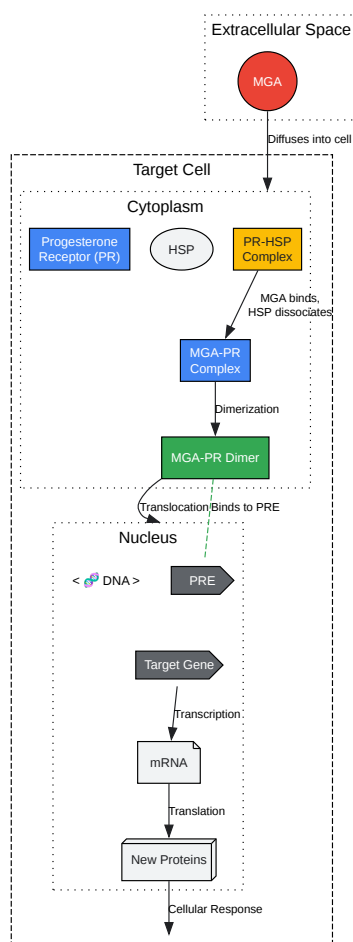 Extracellular Space
MGA
Diffuses into cell
Target Cell
Cytoplasm
Progesterone
Receptor (PR)
HSP
PR-HSP
Complex
MGA binds,
HSP dissociates
MGA-PR
Complex
Dimerization
MGA-PR Dimer
Translocation
Binds to PRE
Nucleus
< 🧬 DNA >
PRE
Target Gene
Transcription
mRNA
Translation
New Proteins
Cellular Response